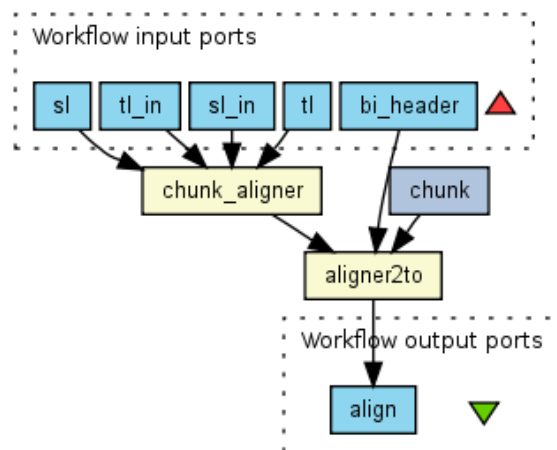 Workflow input ports
sl tl_in sl_in tl bi_header
chunk_aligner chunk
aligner2to
Workflow output ports
align